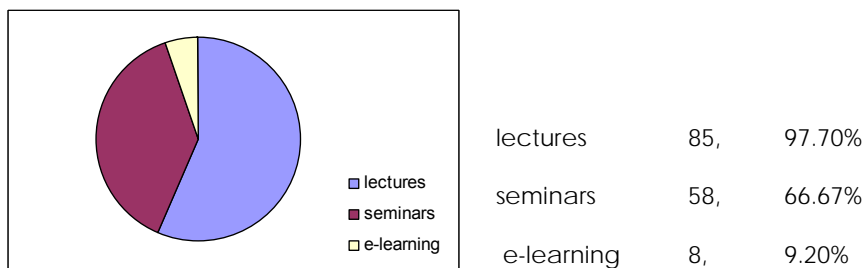 lectures
seminars
e-learning
lectures 85, 97.70%
seminars 58, 66.67%
e-learning 8, 9.20%